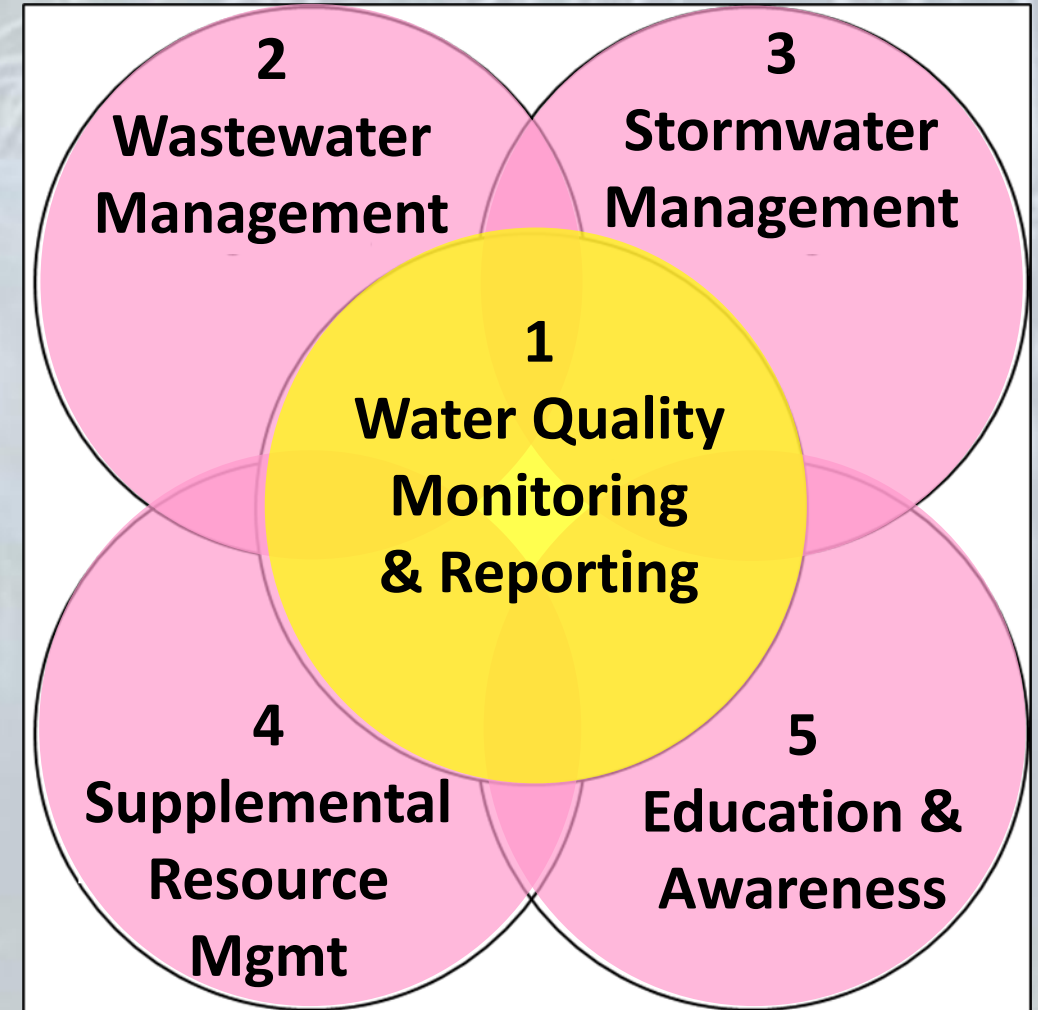 2
Wastewater
Management
3
Stormwater
Management
1
Water Quality
Monitoring
& Reporting
4
Supplemental
Resource
Mgmt
5
Education &
Awareness